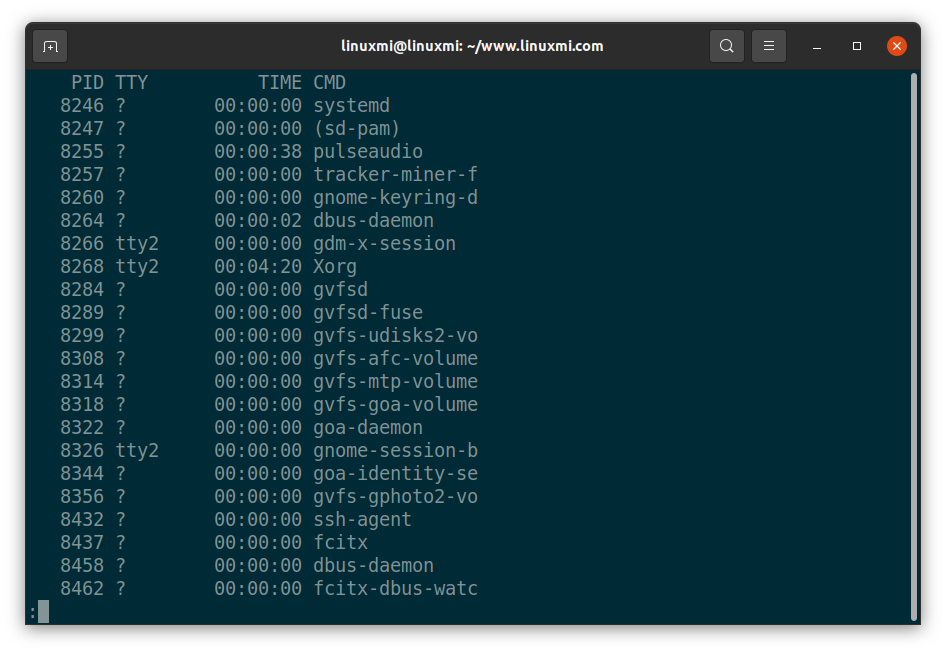 linuxmi@linuxmi: ~/www.linuxmi.com
    PID TTY          TIME CMD
   8246 ?        00:00:00 systemd
   8247 ?        00:00:00 (sd-pam)
   8255 ?        00:00:38 pulseaudio
   8257 ?        00:00:00 tracker-miner-f
   8260 ?        00:00:00 gnome-keyring-d
   8264 ?        00:00:02 dbus-daemon
   8266 tty2     00:00:00 gdm-x-session
   8268 tty2     00:04:20 Xorg
   8284 ?        00:00:00 gvfsd
   8289 ?        00:00:00 gvfsd-fuse
   8299 ?        00:00:00 gvfs-udisks2-vo
   8308 ?        00:00:00 gvfs-afc-volume
   8314 ?        00:00:00 gvfs-mtp-volume
   8318 ?        00:00:00 gvfs-goa-volume
   8322 ?        00:00:00 goa-daemon
   8326 tty2     00:00:00 gnome-session-b
   8344 ?        00:00:00 goa-identity-se
   8356 ?        00:00:00 gvfs-gphoto2-vo
   8432 ?        00:00:00 ssh-agent
   8437 ?        00:00:00 fcitx
   8458 ?        00:00:00 dbus-daemon
   8462 ?        00:00:00 fcitx-dbus-watc
: